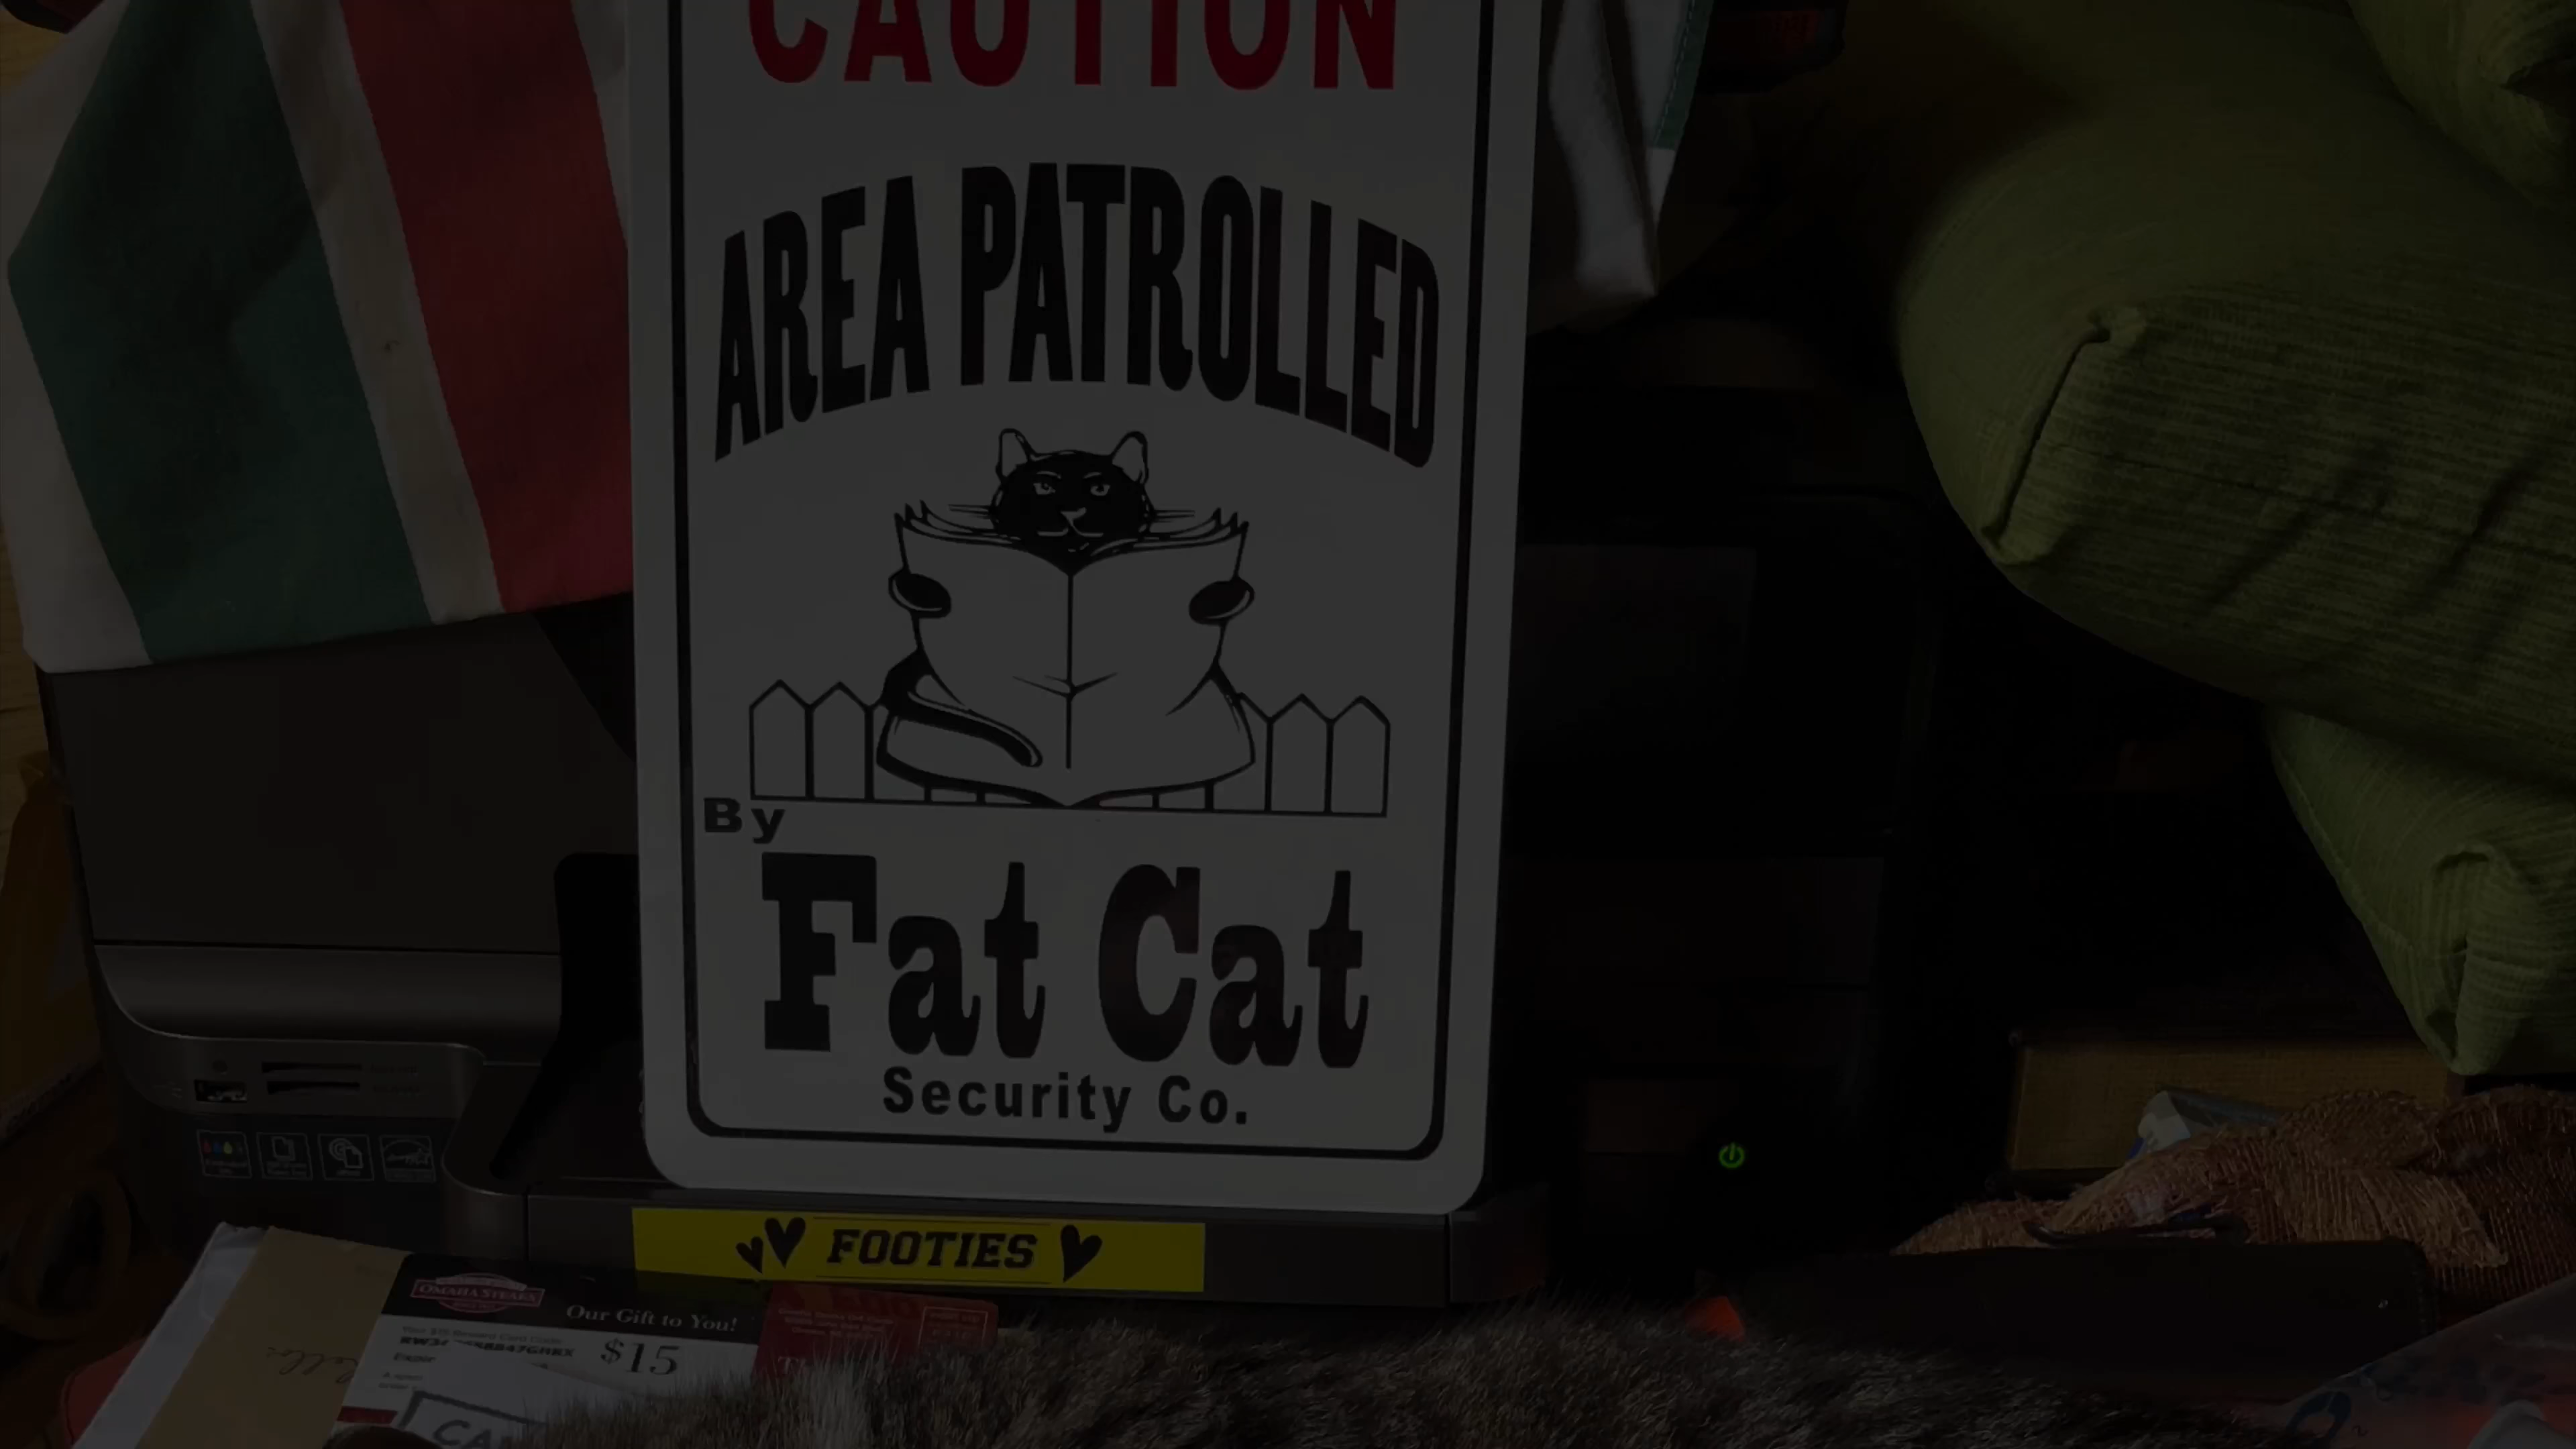 CAUTION
AREA PATROLLED
By
Fat Cat
Security Co.
FOOTIES
OMAHA STEAKS
Our Gift to You!
$15